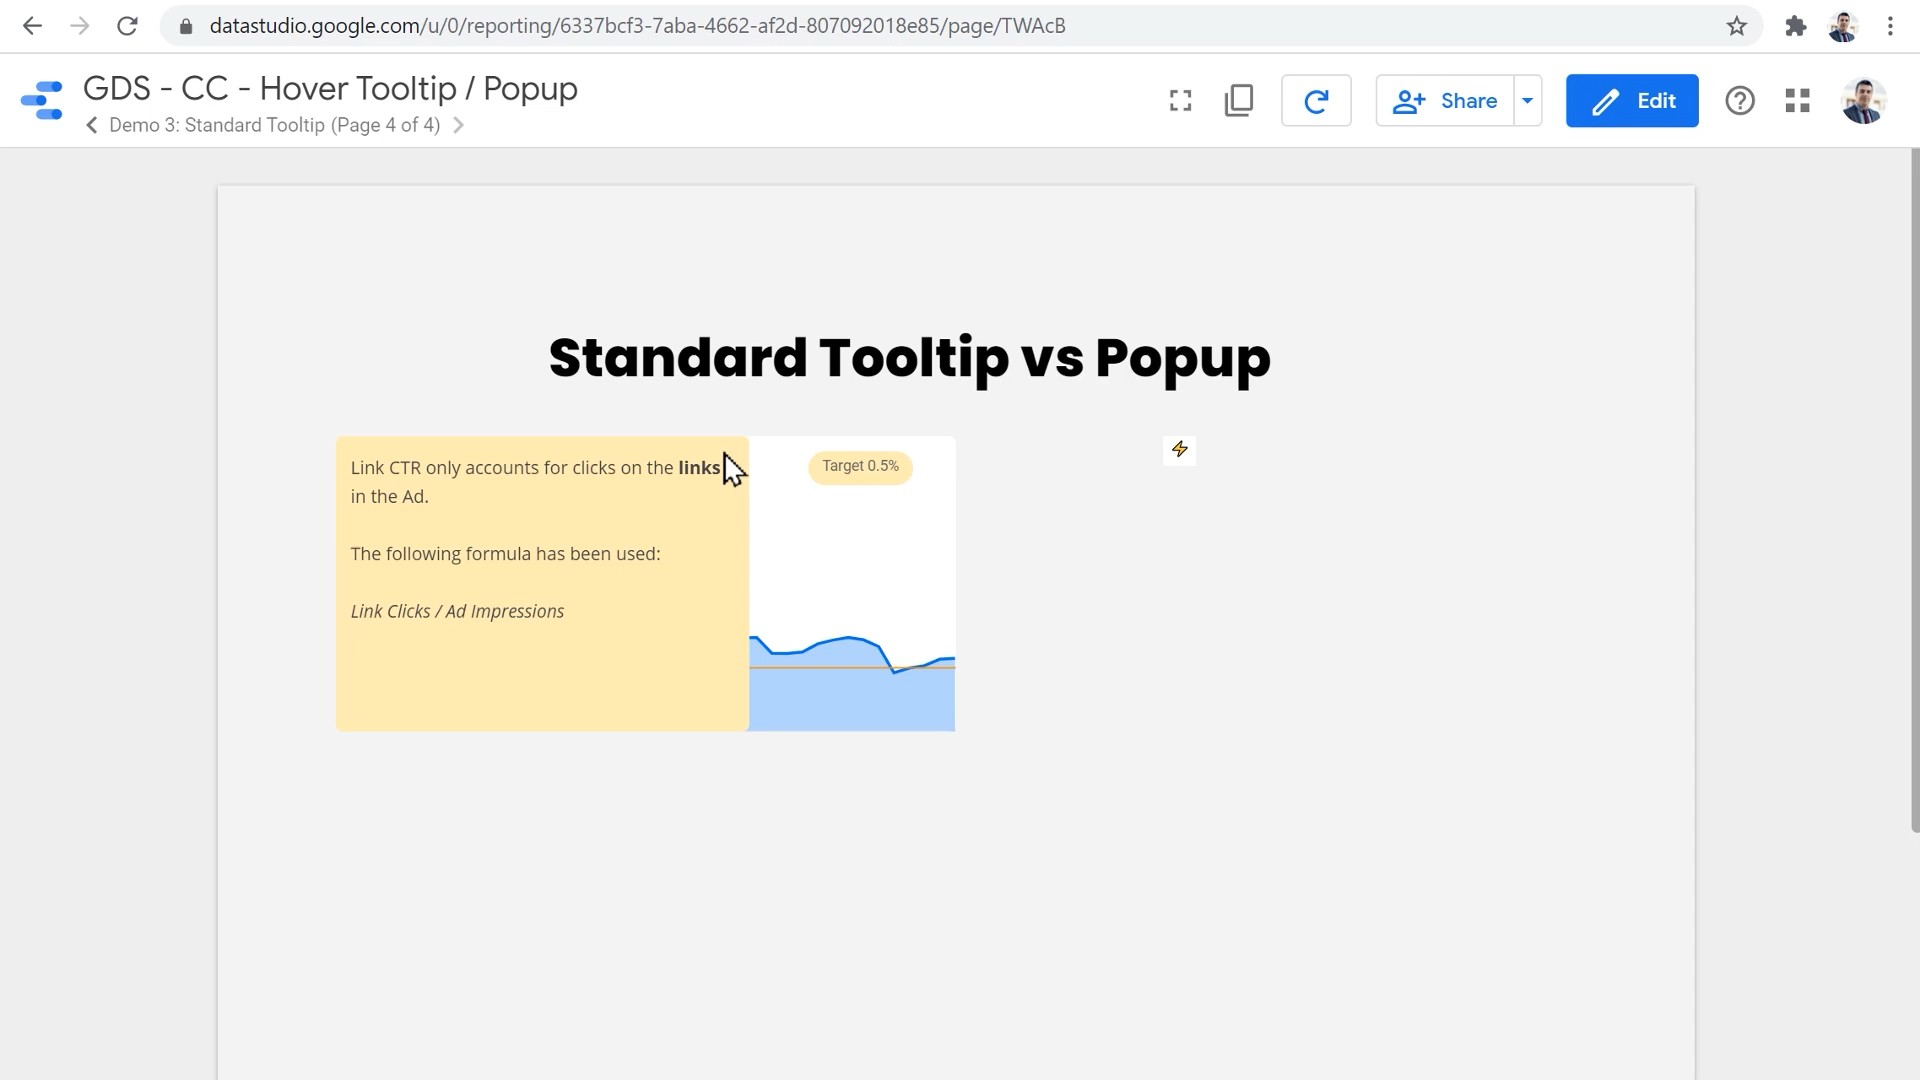 datastudio.google.com/u/0/reporting/6337bcf3-7aba-4662-af2d-807092018e85/page/TWAcB
GDS - CC - Hover Tooltip / Popup
Demo 3: Standard Tooltip (Page 4 of 4)
Share
Edit
Standard Tooltip vs Popup
Link CTR only accounts for clicks on the links
in the Ad.
The following formula has been used:
Link Clicks / Ad Impressions
Target 0.5%